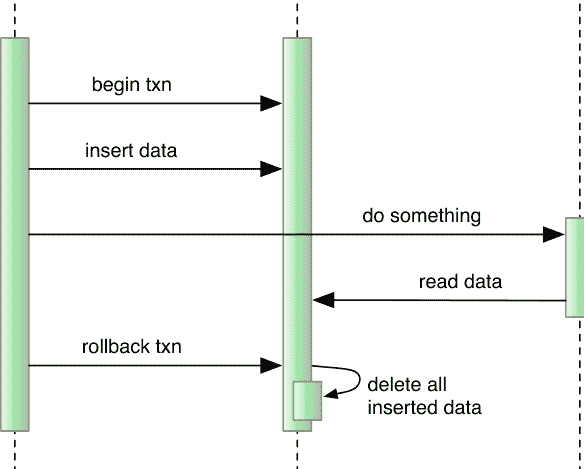 begin txn
insert data
do something
read data
rollback txn
delete all
inserted data